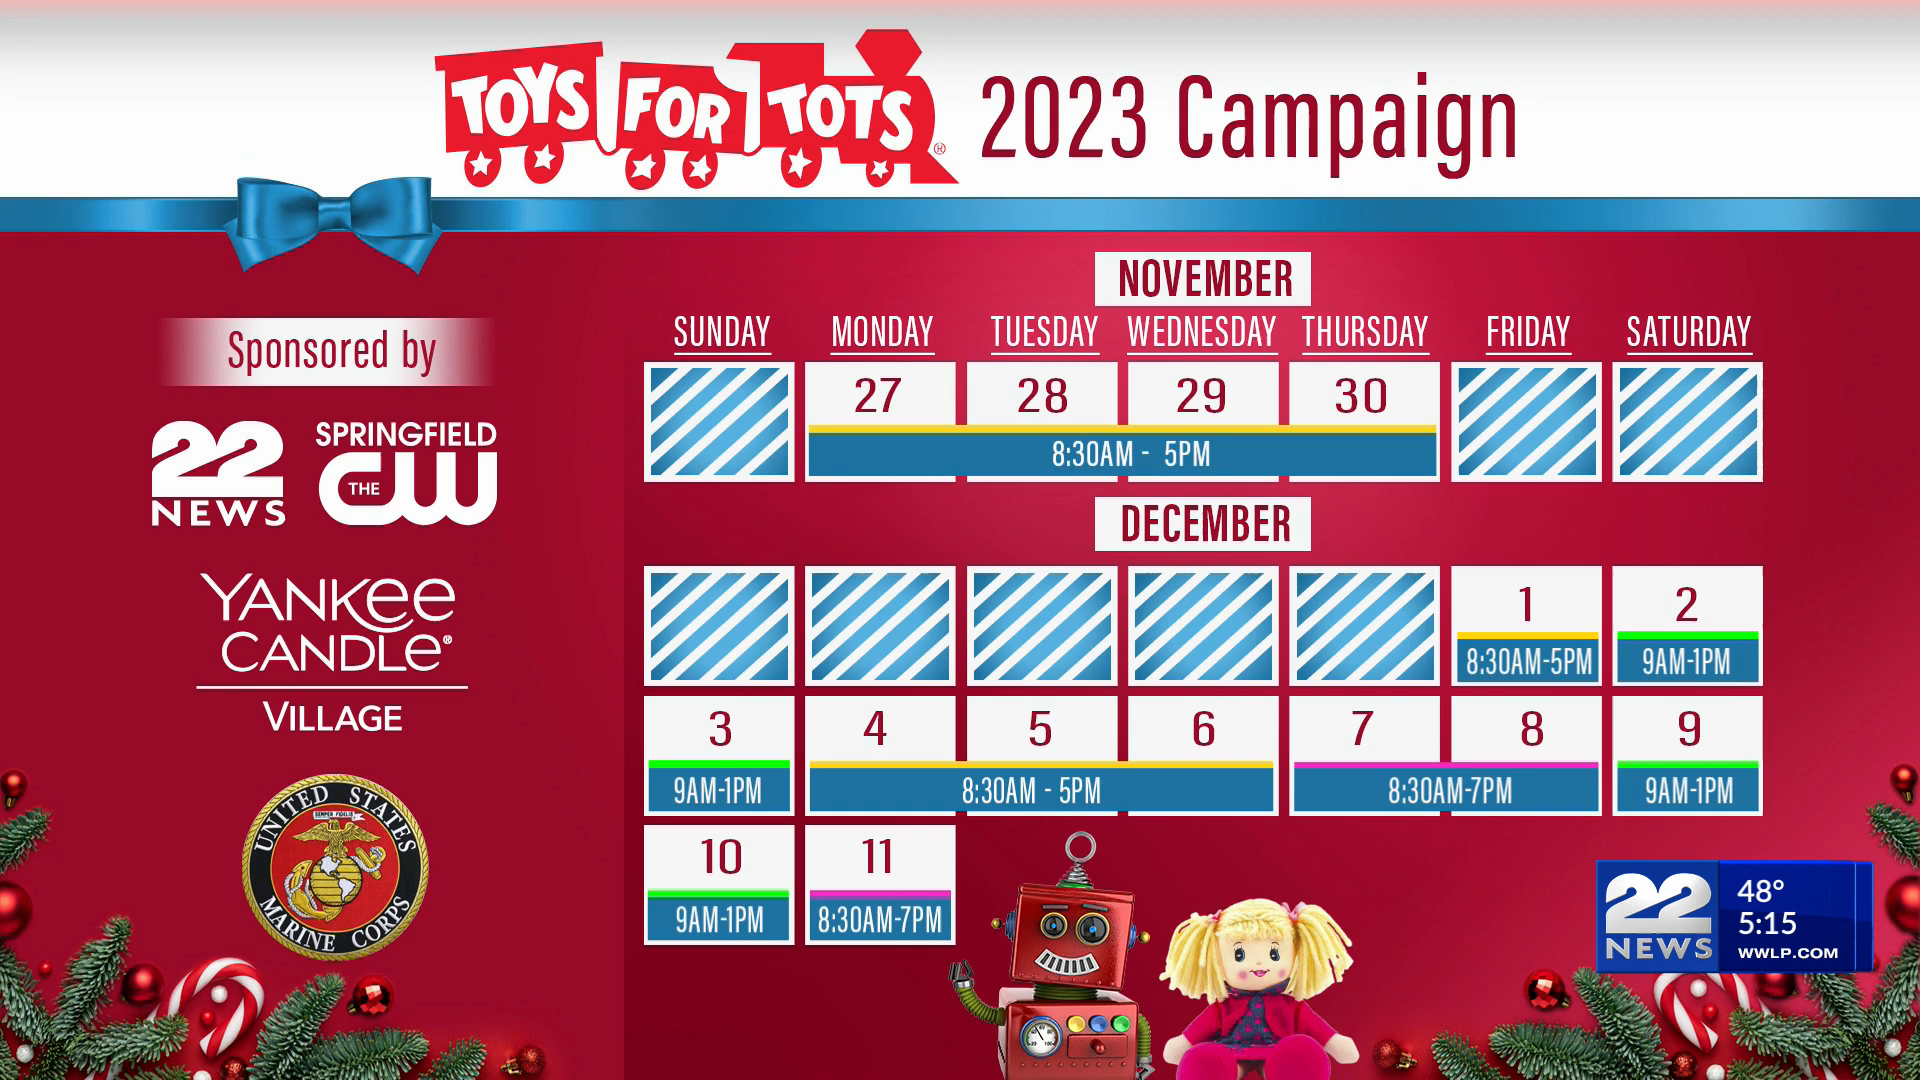 TOYS FOR TOTS ® 2023 Campaign
Sponsored by
22 NEWS
SPRINGFIELD
THE CW
YANKEE
CANDLE®
VILLAGE
UNITED STATES
SEMPER FIDELIS
MARINE CORPS
NOVEMBER
SUNDAY MONDAY TUESDAY WEDNESDAY THURSDAY FRIDAY SATURDAY
27 28 29 30
8:30AM - 5PM
DECEMBER
1 2
8:30AM-5PM 9AM-1PM
3 4 5 6 7 8 9
9AM-1PM 8:30AM - 5PM 8:30AM-7PM 9AM-1PM
10 11
9AM-1PM 8:30AM-7PM
22
NEWS
48°
5:15
WWLP.COM